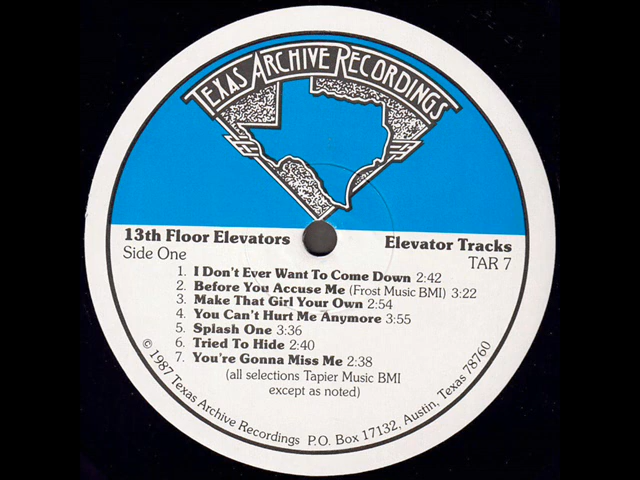 TEXAS ARCHIVE RECORDINGS
13th Floor Elevators
Side One
Elevator Tracks
TAR 7
1. I Don't Ever Want To Come Down 2:42
2. Before You Accuse Me (Frost Music BMI) 3:22
3. Make That Girl Your Own 2:54
4. You Can't Hurt Me Anymore 3:55
5. Splash One 3:36
6. Tried To Hide 2:40
7. You're Gonna Miss Me 2:38
(all selections Tapier Music BMI
except as noted)
© 1987 Texas Archive Recordings P.O. Box 17132, Austin, Texas 78760